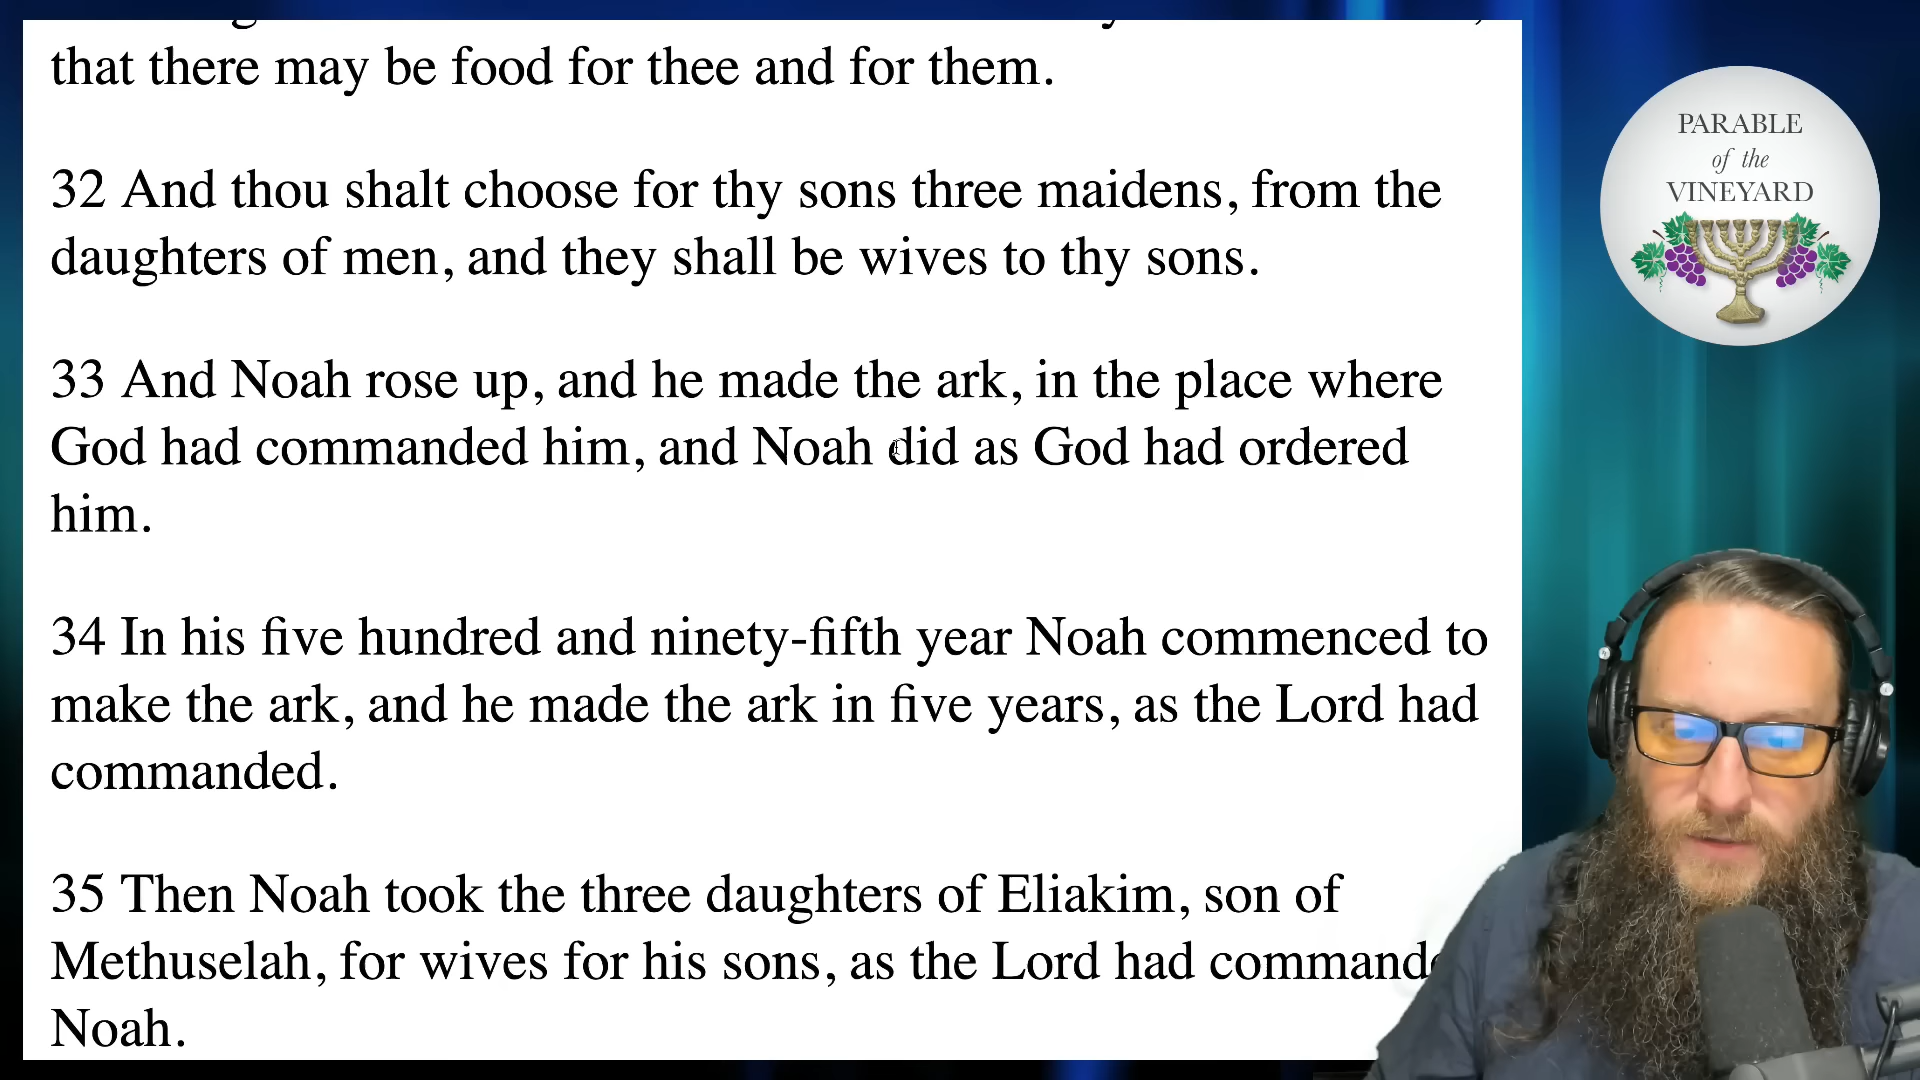 that there may be food for thee and for them.
32 And thou shalt choose for thy sons three maidens, from the
daughters of men, and they shall be wives to thy sons.
33 And Noah rose up, and he made the ark, in the place where
God had commanded him, and Noah did as God had ordered
him.
34 In his five hundred and ninety-fifth year Noah commenced to
make the ark, and he made the ark in five years, as the Lord had
commanded.
35 Then Noah took the three daughters of Eliakim, son of
Methuselah, for wives for his sons, as the Lord had
Noah.
PARABLE
of the
VINEYARD